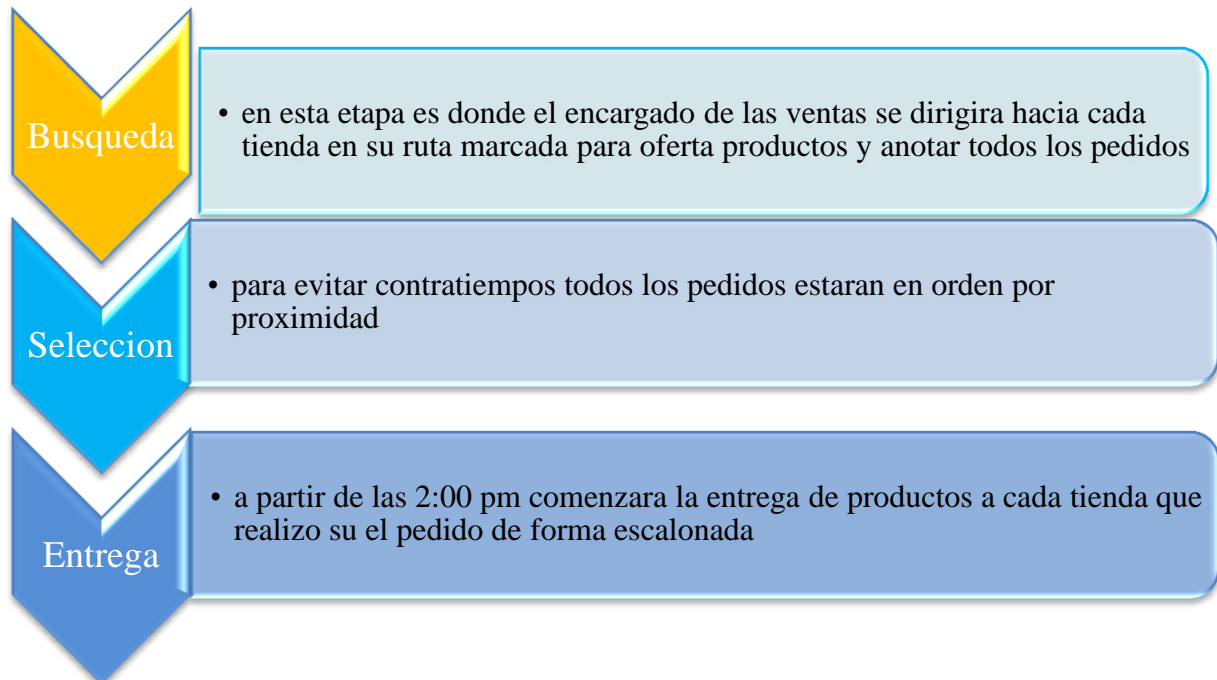 Busqueda
• en esta etapa es donde el encargado de las ventas se dirigira hacia cada
tienda en su ruta marcada para oferta productos y anotar todos los pedidos
Seleccion
• para evitar contratiempos todos los pedidos estaran en orden por
proximidad
Entrega
• a partir de las 2:00 pm comenzara la entrega de productos a cada tienda que
realizo su el pedido de forma escalonada